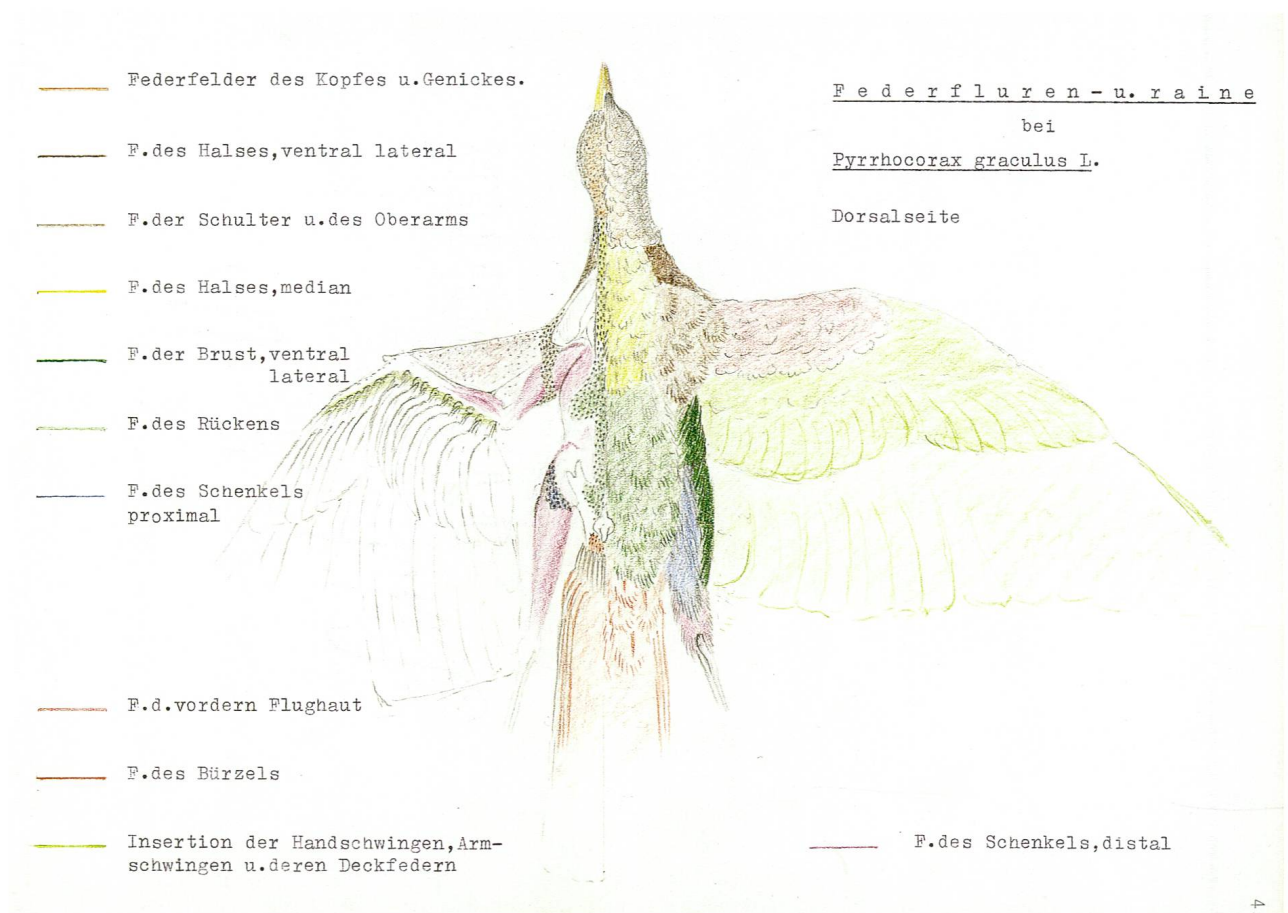 Federfelder des Kopfes u.Genickes.
F.des Halses,ventral lateral
F.der Schulter u.des Oberarms
F.des Halses,median
F.der Brust,ventral
lateral
F.des Rückens
F.des Schenkels
proximal
F.d.vordern Flughaut
F.des Bürzels
Insertion der Handschwingen,Arm-
schwingen u.deren Deckfedern
Federfluren-u.raine
bei
Pyrrhocorax graculus L.
Dorsalseite
F.des Schenkels,distal
4